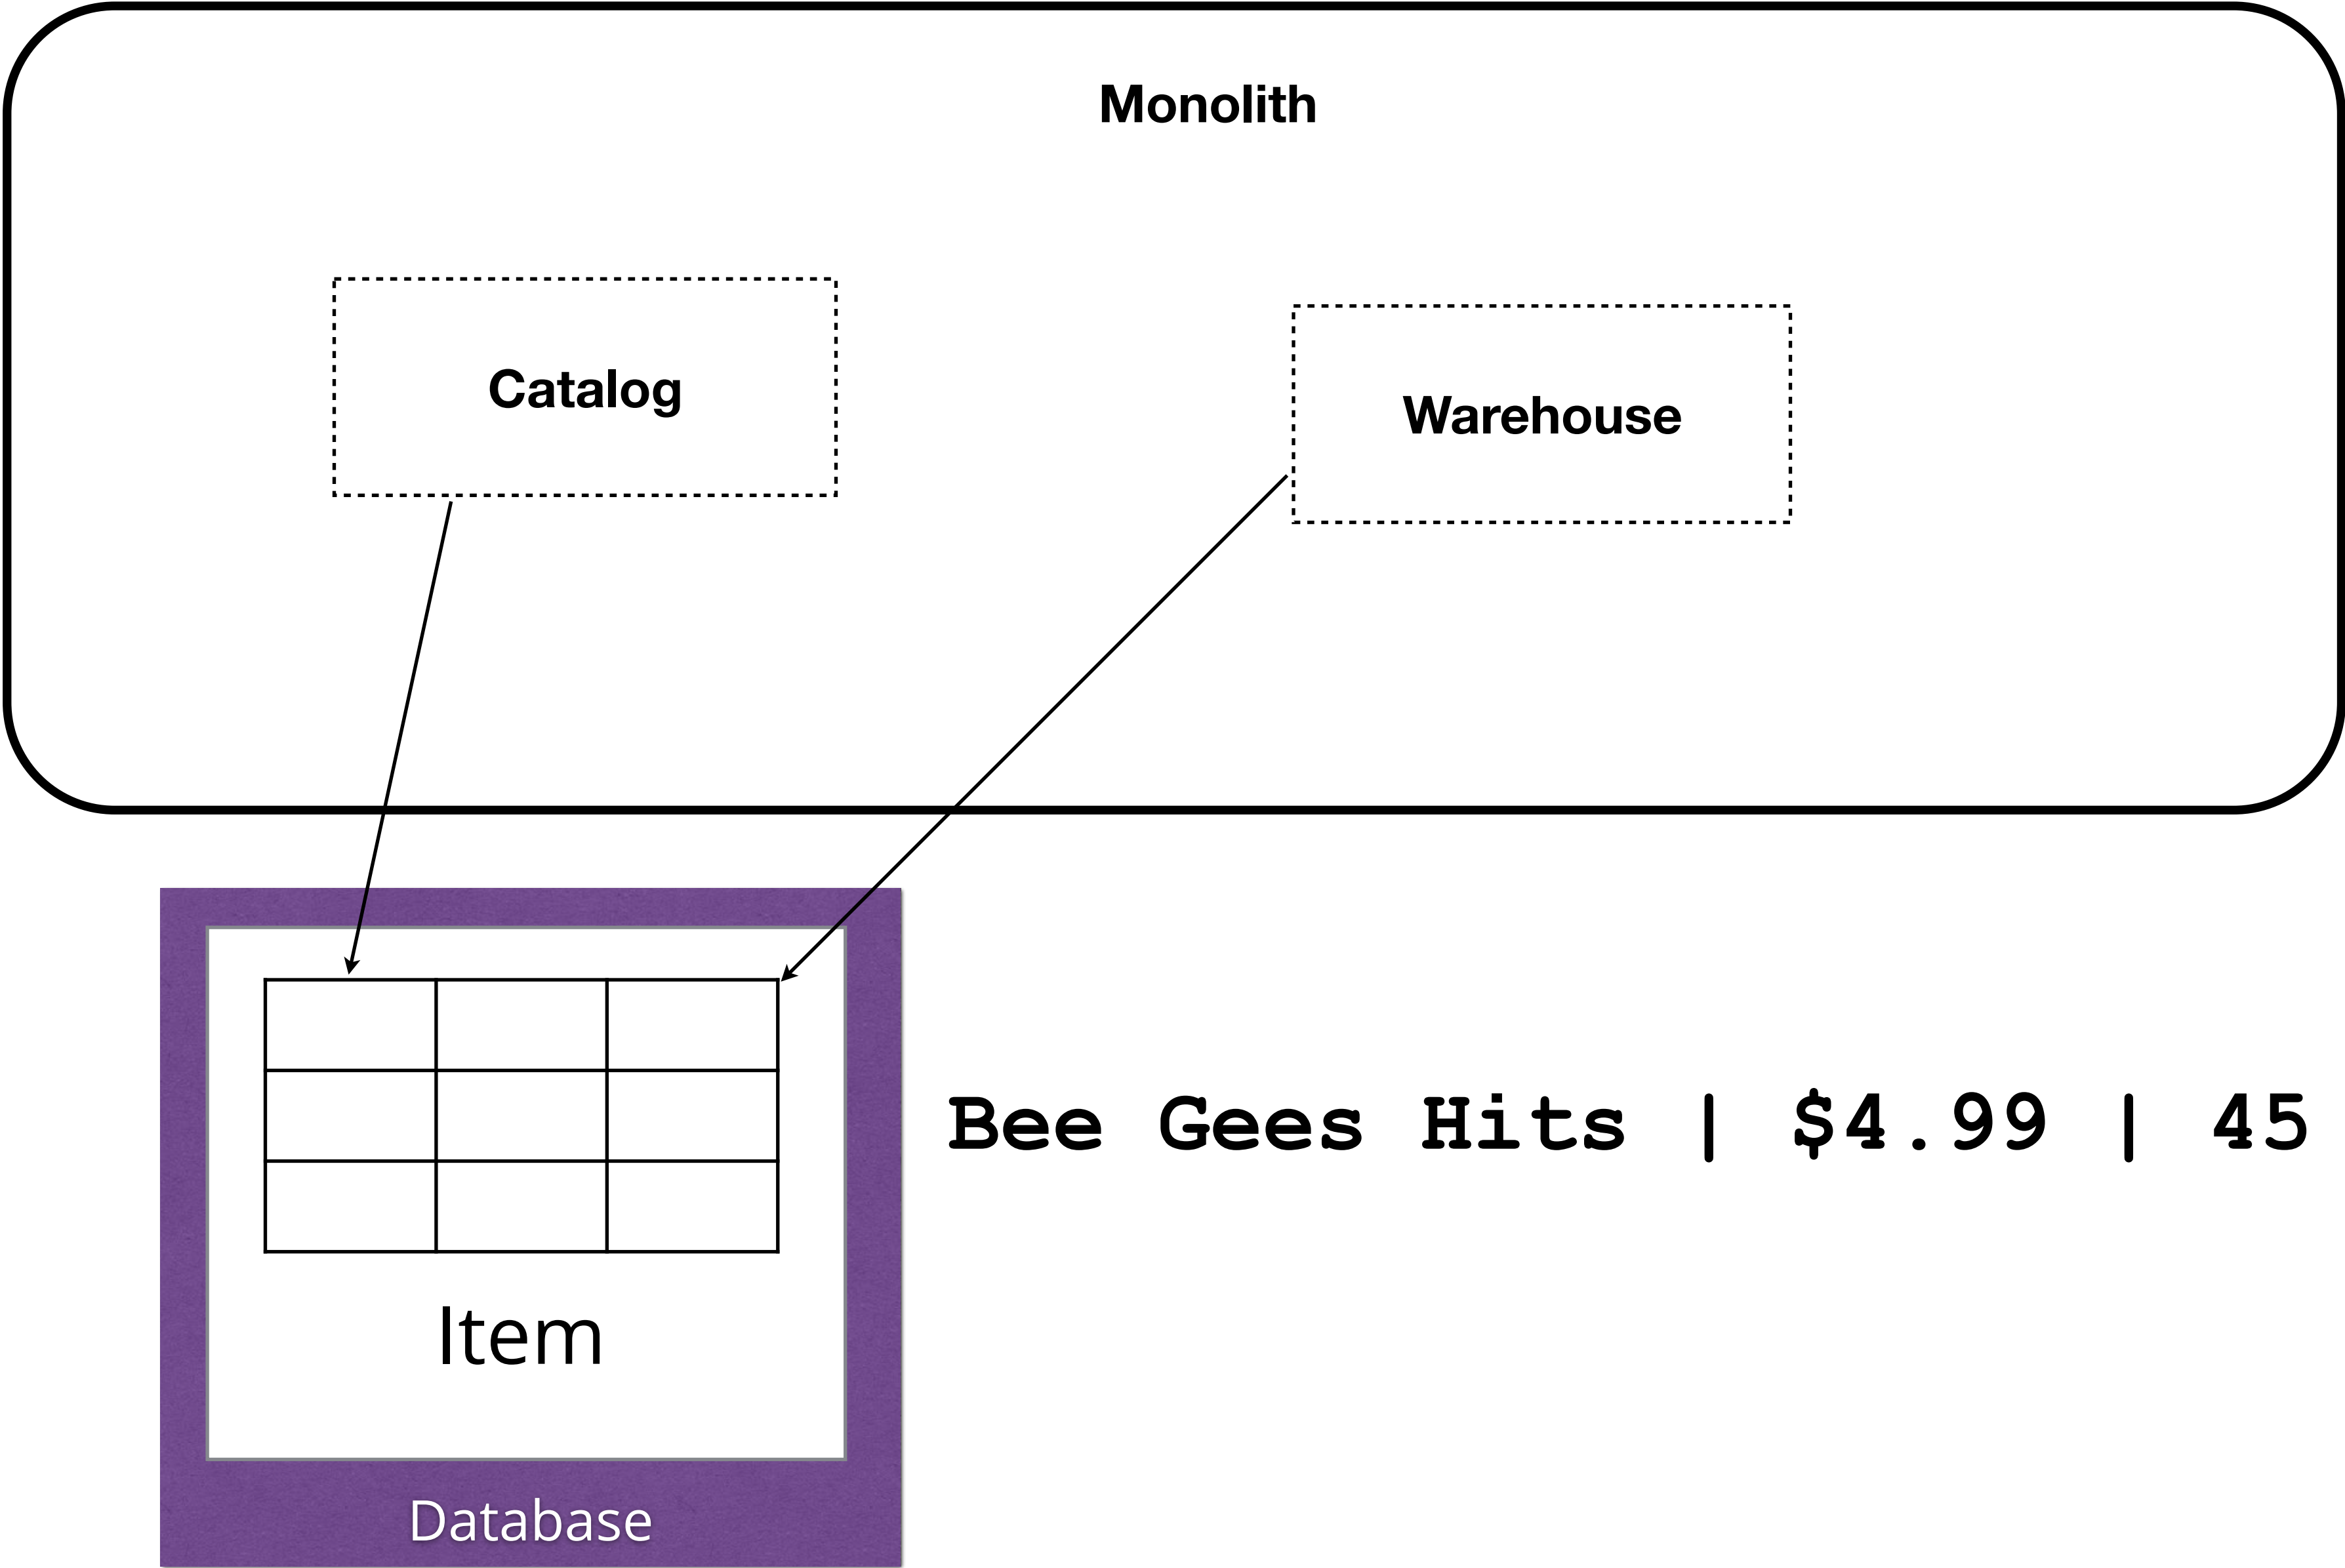 Monolith
Catalog
Warehouse
Bee Gees Hits | $4.99 | 45
Item
Database